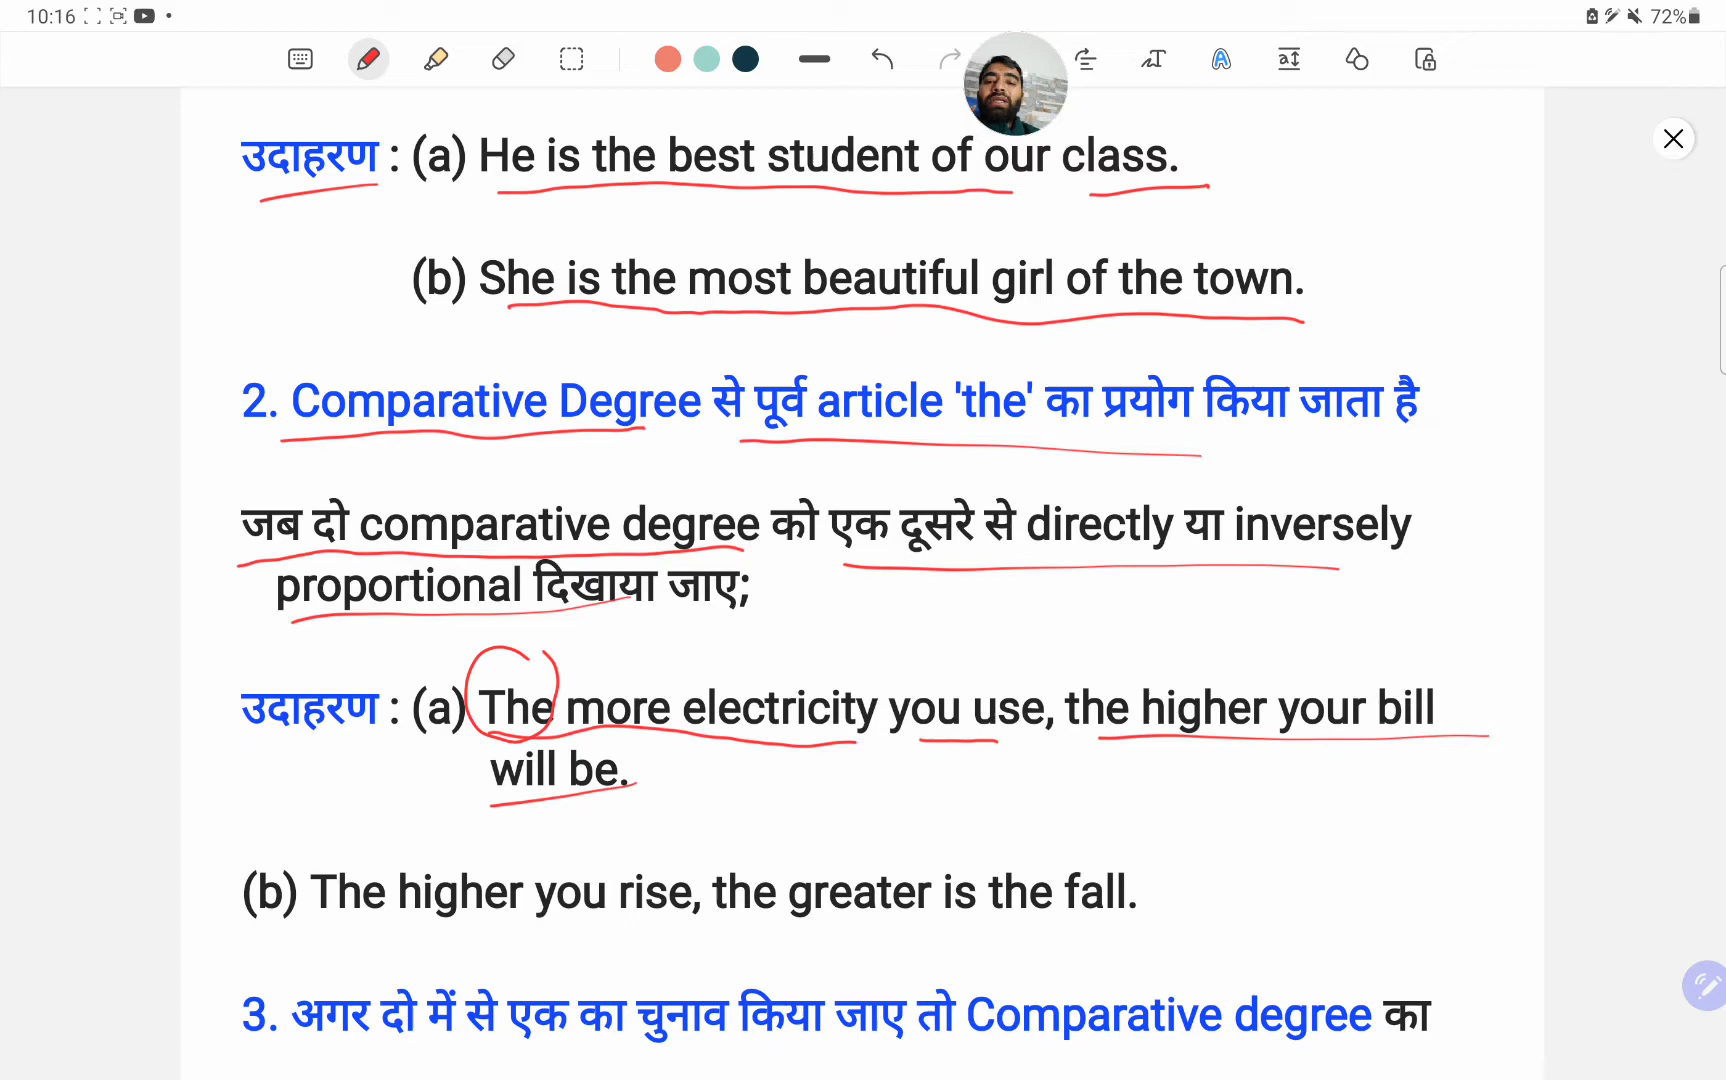 10:16
72%
उदाहरण : (a) He is the best student of our class.
(b) She is the most beautiful girl of the town.
2. Comparative Degree से पूर्व article 'the' का प्रयोग किया जाता है
जब दो comparative degree को एक दूसरे से directly या inversely
proportional दिखाया जाए;
उदाहरण : (a) The more electricity you use, the higher your bill
will be.
(b) The higher you rise, the greater is the fall.
3. अगर दो में से एक का चुनाव किया जाए तो Comparative degree का